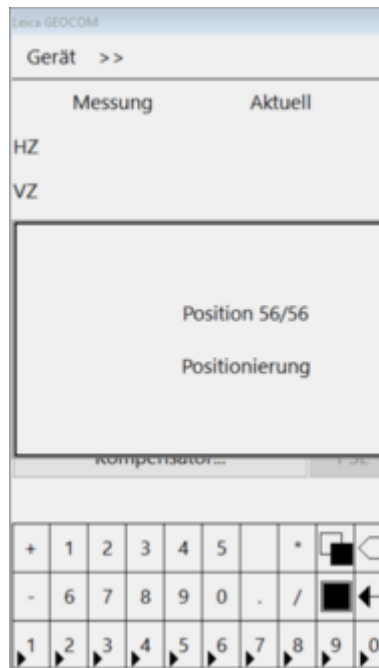 Leica GEOCOM
Gerät >>
Messung Aktuell
HZ
VZ
Position 56/56
Positionierung
Kompensator...
+ 1 2 3 4 5 *
- 6 7 8 9 0 . /
1 2 3 4 5 6 7 8 9 0